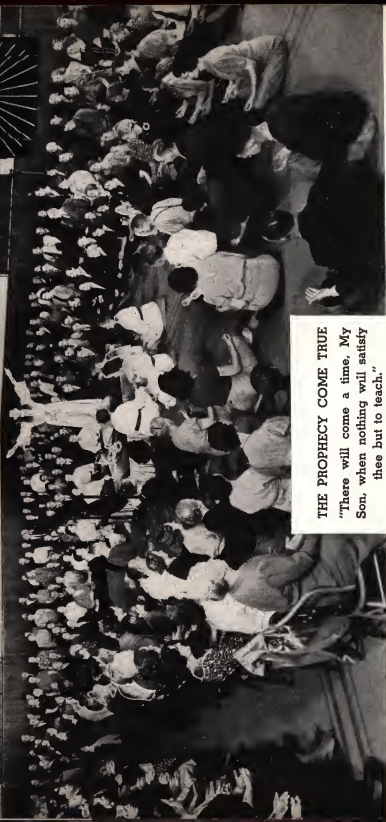 THE PROPHECY COME TRUE
"There will come a time, My
Son, when nothing will satisfy
thee but to teach."